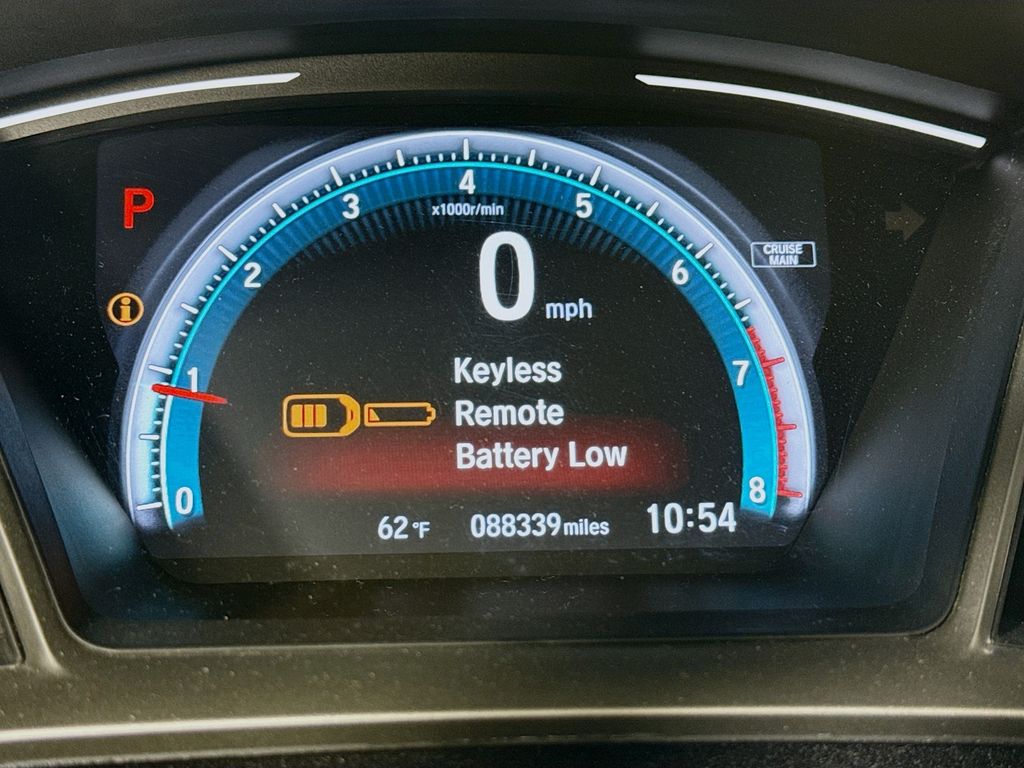 P
4
3
5
x1000r/min
2
6
0 mph
CRUISE
MAIN
i
Keyless
1
7
Remote
Battery Low
0
8
62°F
088339miles
10:54